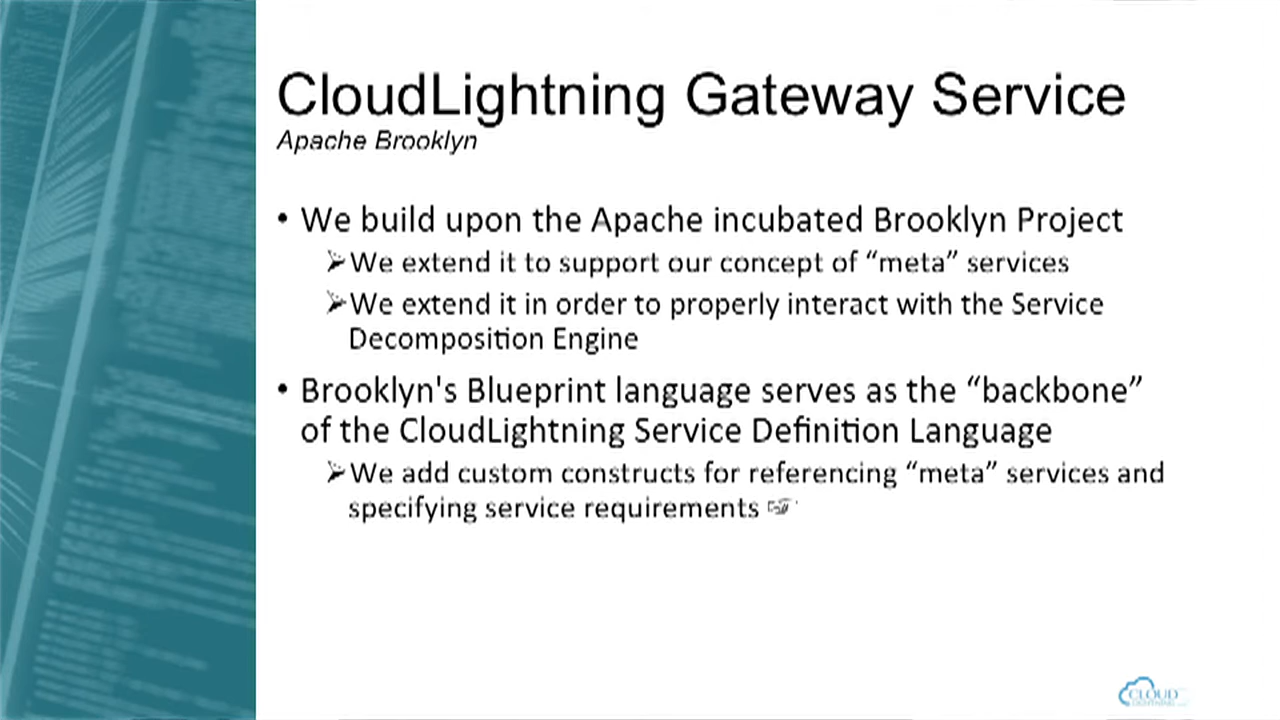 CloudLightning Gateway Service
Apache Brooklyn
• We build upon the Apache incubated Brooklyn Project
➢We extend it to support our concept of “meta” services
➢We extend it in order to properly interact with the Service
Decomposition Engine
• Brooklyn's Blueprint language serves as the “backbone”
of the CloudLightning Service Definition Language
➢We add custom constructs for referencing “meta” services and
specifying service requirements ☞
CLOUD
LIGHTNING